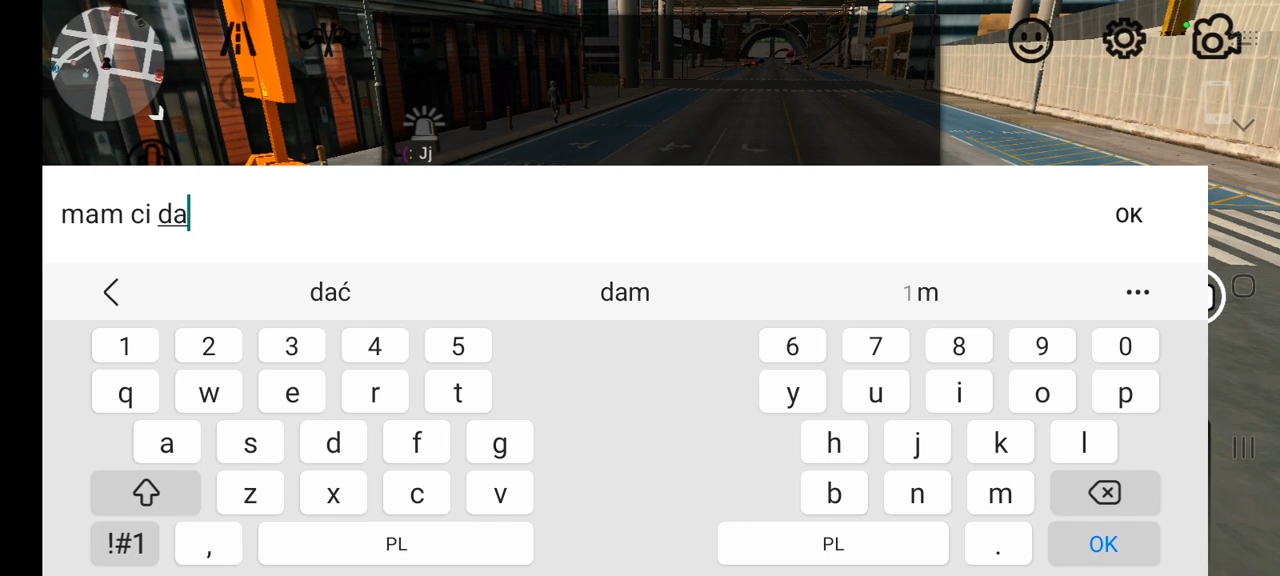 : Jj
mam ci da
OK
dać dam 1m ...
1 2 3 4 5 6 7 8 9 0
q w e r t y u i o p
a s d f g h j k l
z x c v b n m
!#1 , PL PL . OK